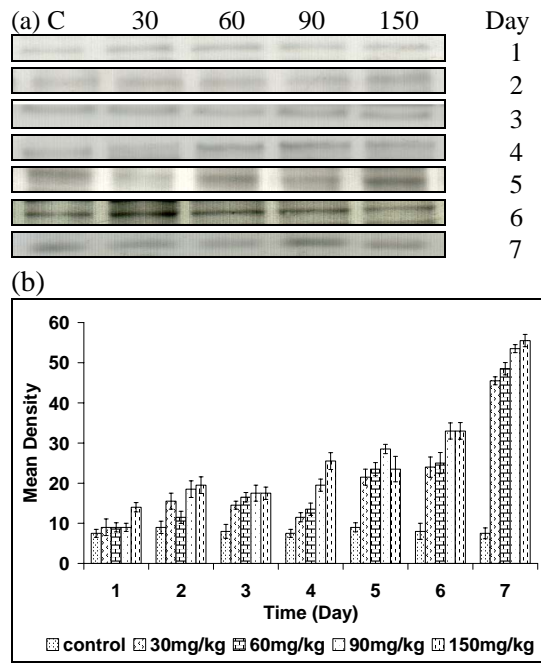 (a) C 30 60 90 150 Day
1
2
3
4
5
6
7
(b)
60
50
40
30
20
10
0
Mean Density
1 2 3 4 5 6 7
Time (Day)
control 30mg/kg 60mg/kg 90mg/kg 150mg/kg